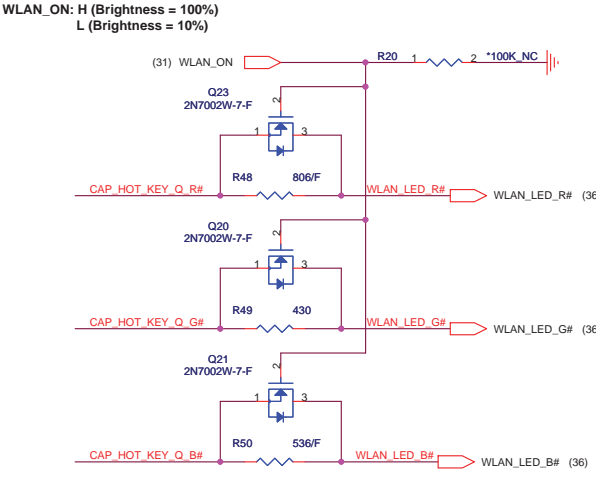 WLAN_ON: H (Brightness = 100%)
L (Brightness = 10%)
(31) WLAN_ON
R20 1 2 *100K_NC
Q23
2N7002W-7-F
2
1 3
R48 806/F
CAP_HOT_KEY_Q_R# WLAN_LED_R# WLAN_LED_R# (36
Q20
2N7002W-7-F
2
1 3
R49 430
CAP_HOT_KEY_Q_G# WLAN_LED_G# WLAN_LED_G# (36
Q21
2N7002W-7-F
2
1 3
R50 536/F
CAP_HOT_KEY_Q_B# WLAN_LED_B# WLAN_LED_B# (36)